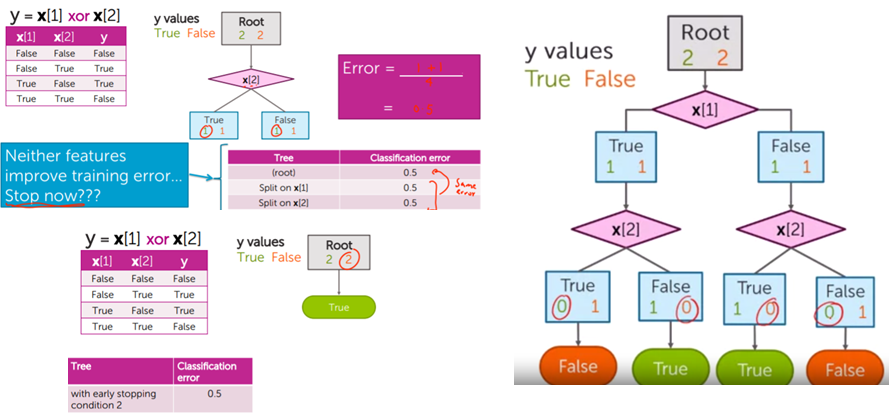 y = x[1] xor x[2]
x[1] x[2] y
False False False
False True True
True False True
True True False
y values
True False
Root
2 2
x[2]
True
1 1
False
1 1
Error = 1 + 1
4
= 0.5
Neither features
improve training error...
Stop now???
Tree Classification error
(root) 0.5
Split on x[1] 0.5
Split on x[2] 0.5
Same
error
y = x[1] xor x[2]
x[1] x[2] y
False False False
False True True
True False True
True True False
y values
True False
Root
2 2
True
Tree Classification
error
with early stopping
condition 2 0.5
y values
True False
Root
2 2
x[1]
True
1 1
False
1 1
x[2]
x[2]
True
0 1
False
1 0
True
1 0
False
0 1
False
True
True
False